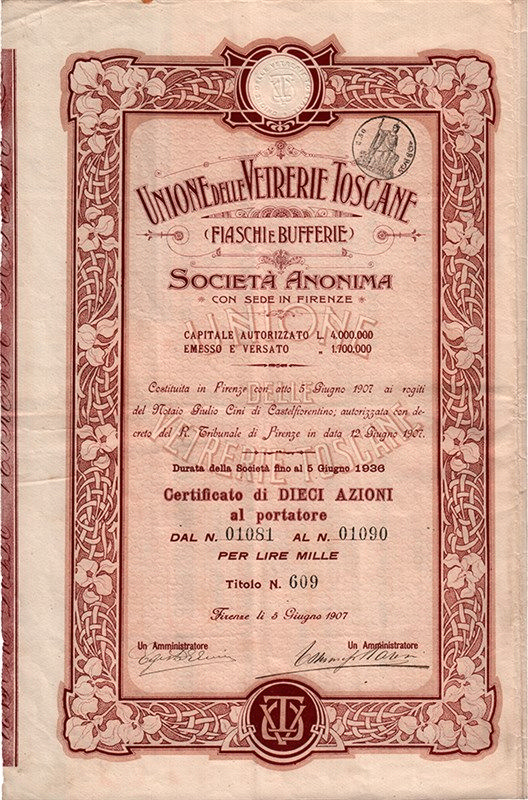 UNIONE DELLE VETRERIE TOSCANE
(FIASCHI E BUFFERIE)
SOCIETÀ ANONIMA
CON SEDE IN FIRENZE
CAPITALE AUTORIZZATO L. 4.000.000
EMESSO E VERSATO „ 1.700.000
UNIONE
DELLE
VETRERIE TOSCANE
Costituita in Firenze con atto 5 Giugno 1907 ai rogiti
del Notaio Giulio Cini di Castelfiorentino; autorizzata con de-
creto del R. Tribunale di Firenze in data 12 Giugno 1907.
Durata della Società fino al 5 Giugno 1936
Certificato di DIECI AZIONI
al portatore
DAL N. 01081 AL N. 01090
PER LIRE MILLE
Titolo N. 609
Firenze li 5 Giugno 1907
Un Amministratore Un Amministratore